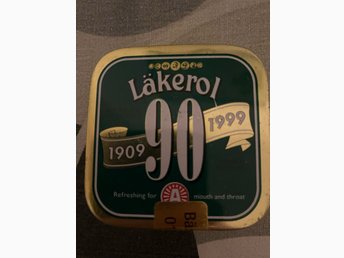 Läkerol
1909 90 1999
Refreshing for A mouth and throat